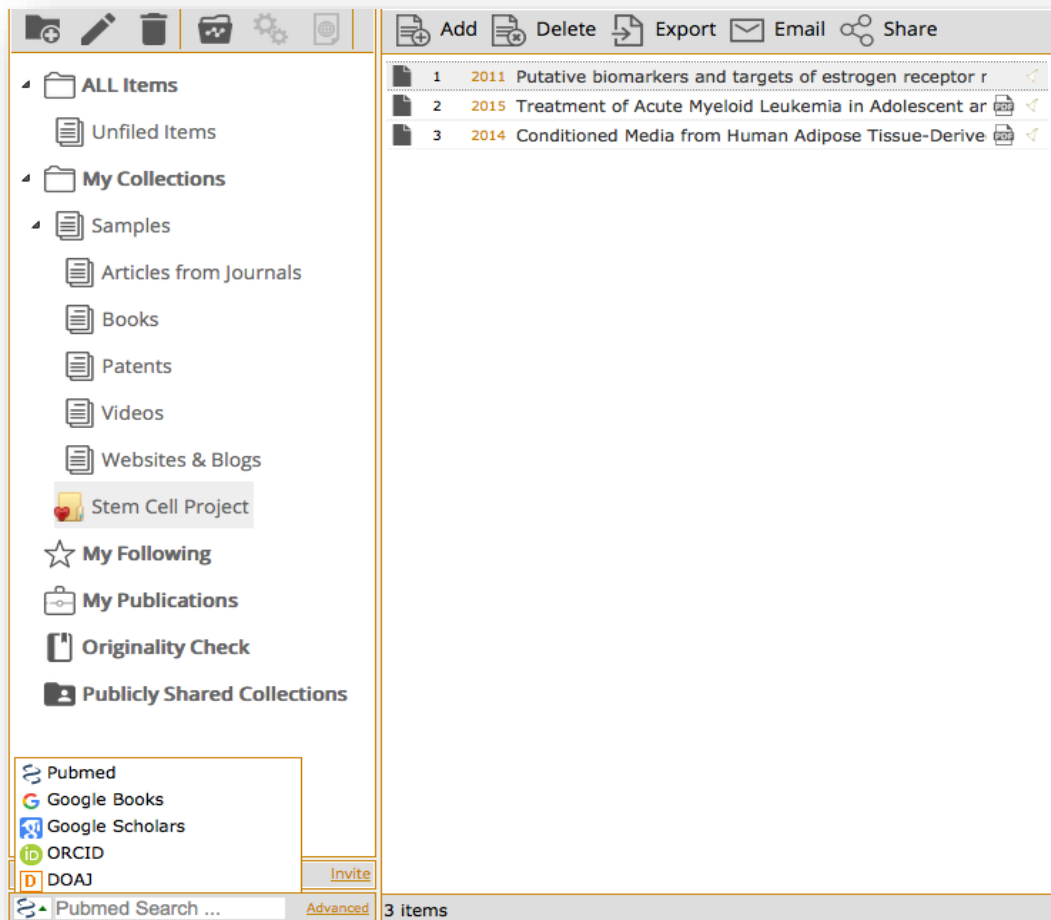 Add Delete Export Email Share
ALL Items
Unfiled Items
My Collections
Samples
Articles from Journals
Books
Patents
Videos
Websites & Blogs
Stem Cell Project
My Following
My Publications
Originality Check
Publicly Shared Collections
Pubmed
Google Books
Google Scholars
iD ORCID
D DOAJ
Invite
Pubmed Search ... Advanced
1 2011 Putative biomarkers and targets of estrogen receptor r
2 2015 Treatment of Acute Myeloid Leukemia in Adolescent ar PDF
3 2014 Conditioned Media from Human Adipose Tissue-Derive PDF
3 items